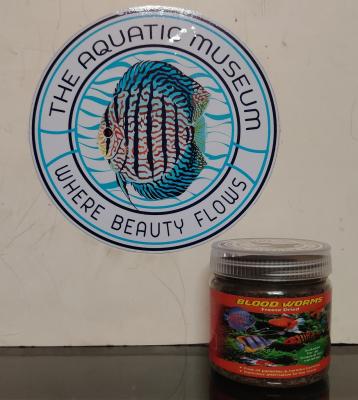 THE AQUATIC MUSEUM
WHERE BEAUTY FLOWS
BLOOD WORMS
Freeze Dried